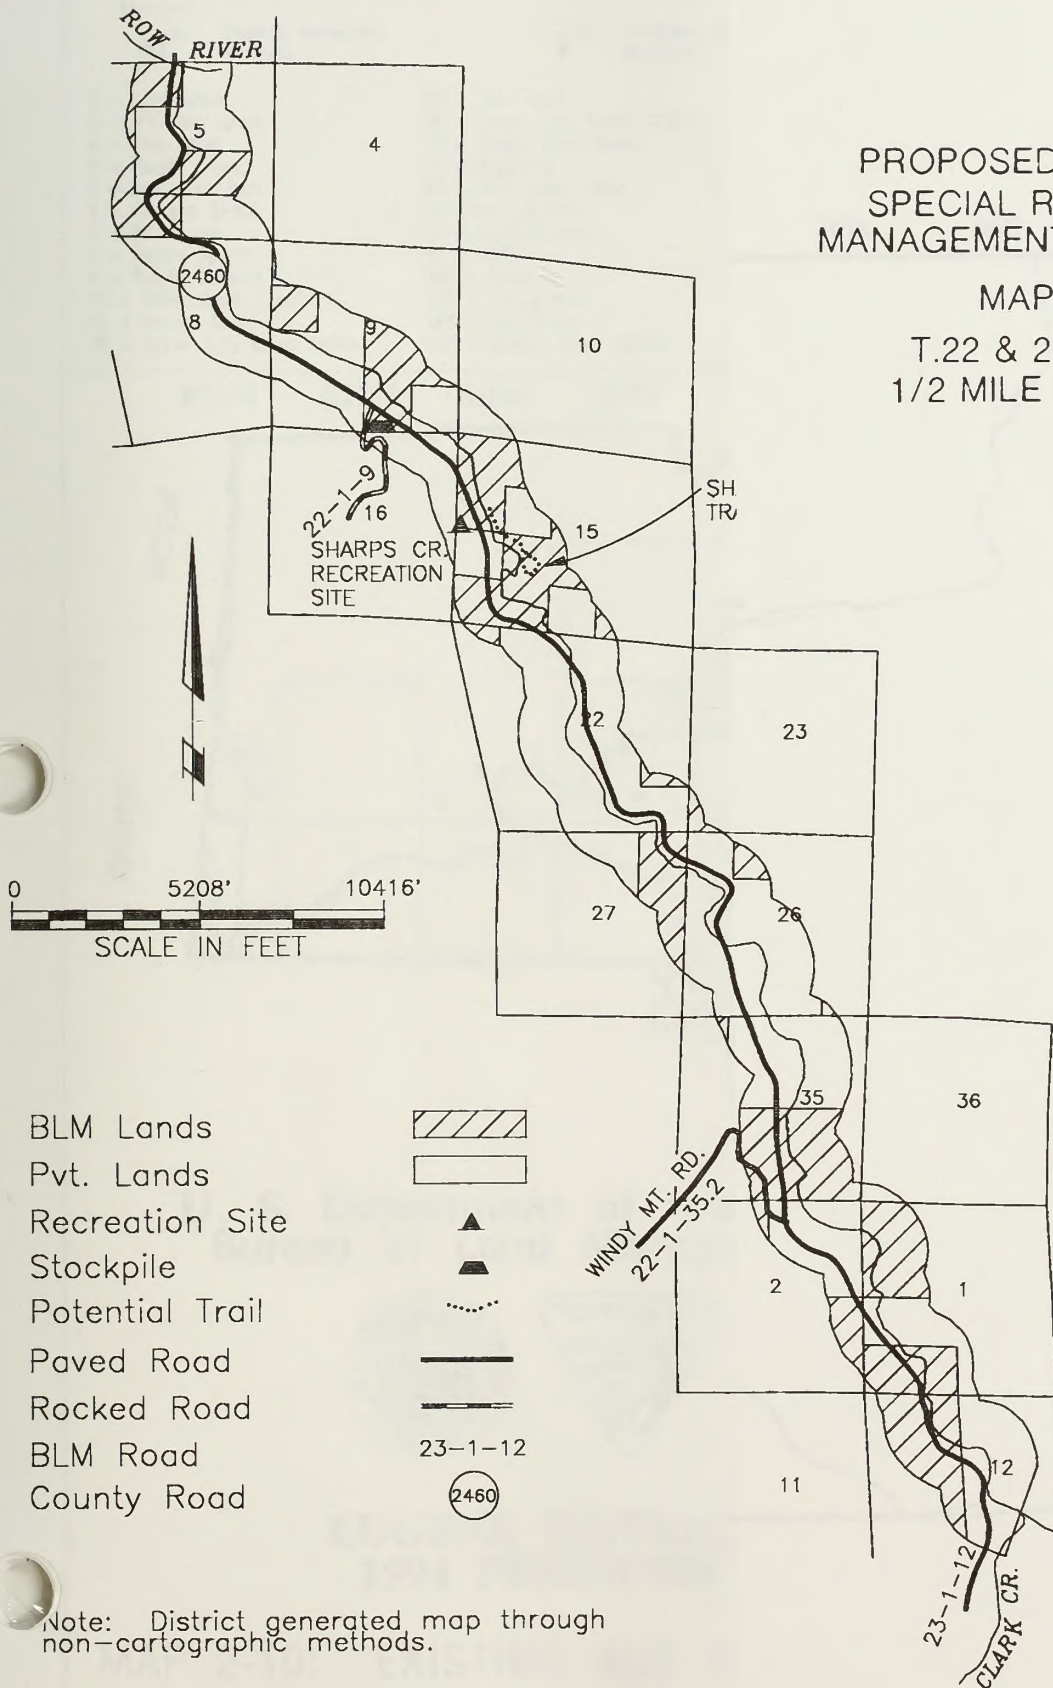 ROW RIVER
5
4
PROPOSED
SPECIAL R
MANAGEMENT
MAP
T.22 & 2
1/2 MILE
2460
8
9
10
22-1-9
16
SHARPS CR.
RECREATION
SITE
15
SH
TR
22
23
0 5208' 10416'
SCALE IN FEET
27
26
35
36
WINDY MT. RD.
22-1-35.2
2
1
11
12
23-1-12
CLARK CR.
BLM Lands
Pvt. Lands
Recreation Site
Stockpile
Potential Trail
Paved Road
Rocked Road
BLM Road 23-1-12
County Road 2460
Note: District generated map through
non-cartographic methods.